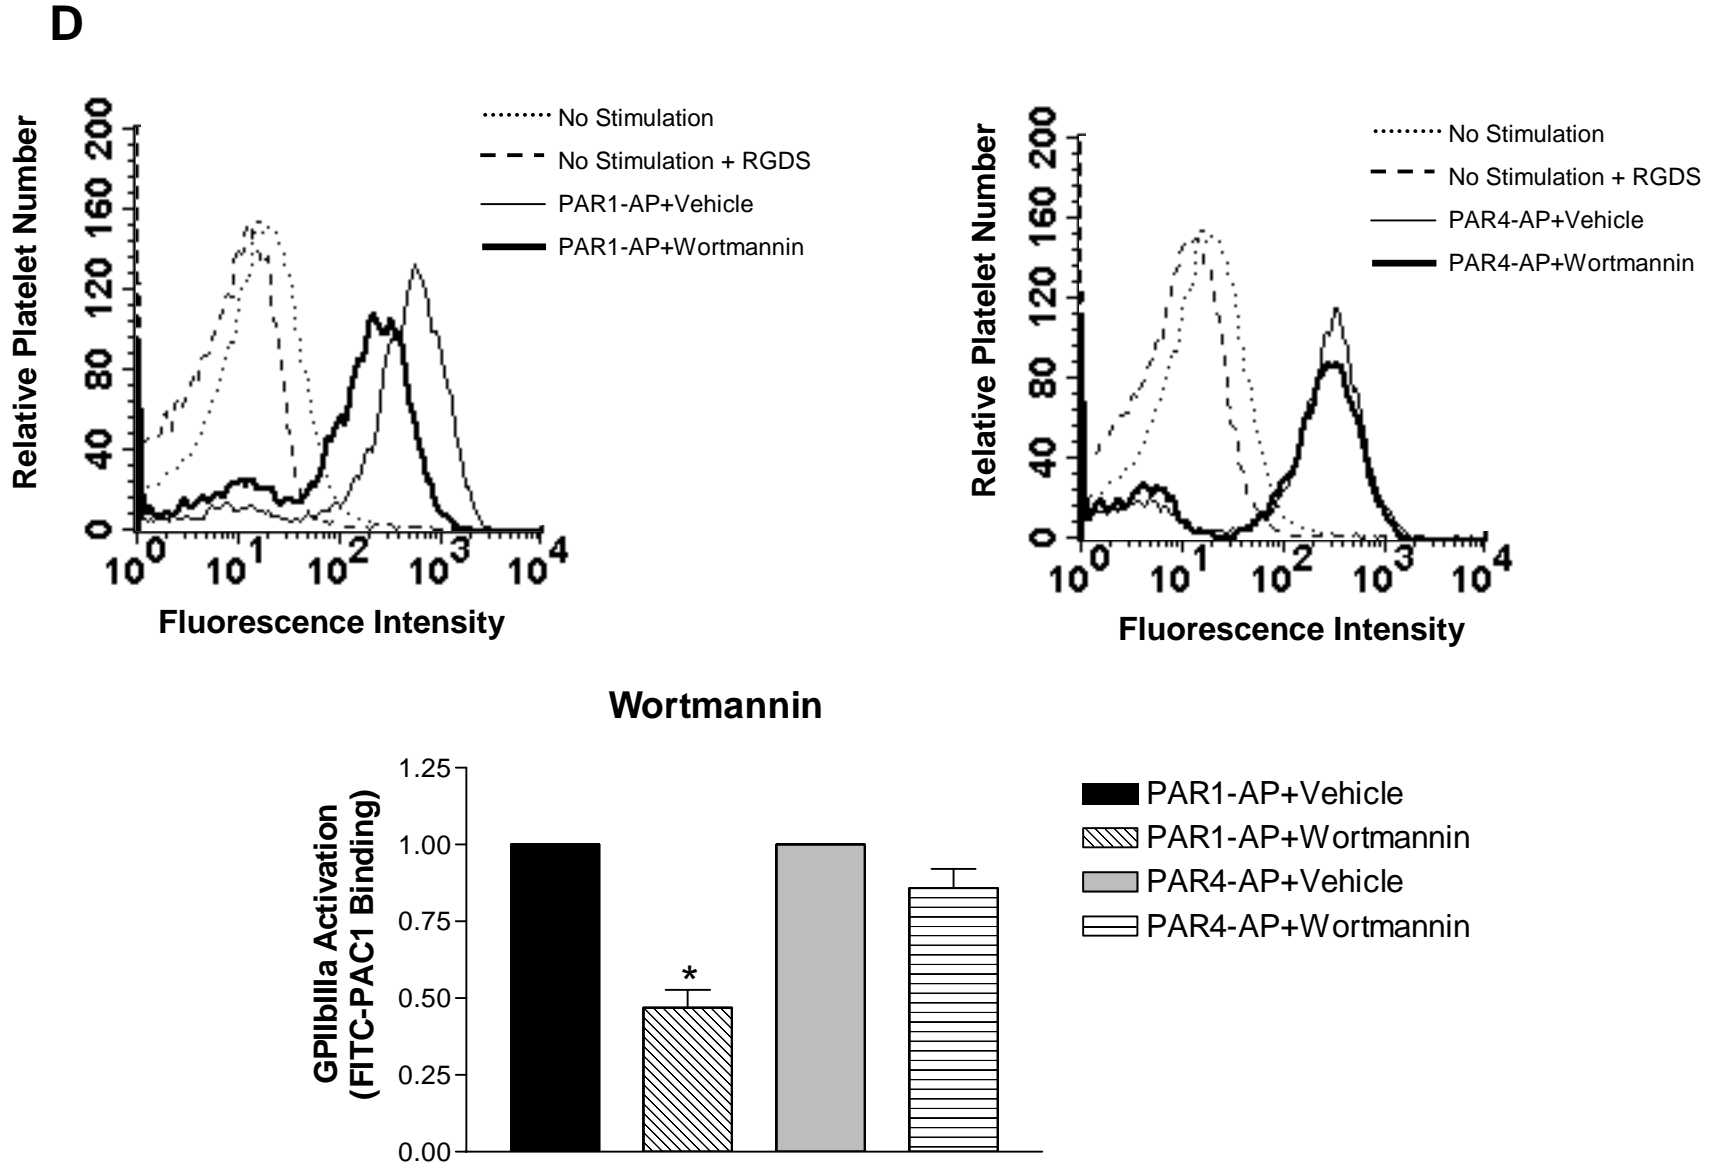 D
Relative Platelet Number
200
160
120
80
40
0
10^0 10^1 10^2 10^3 10^4
Fluorescence Intensity
No Stimulation
No Stimulation + RGDS
PAR1-AP+Vehicle
PAR1-AP+Wortmannin
Relative Platelet Number
200
160
120
80
40
0
10^0 10^1 10^2 10^3 10^4
Fluorescence Intensity
No Stimulation
No Stimulation + RGDS
PAR4-AP+Vehicle
PAR4-AP+Wortmannin
Wortmannin
GPIIbIIIa Activation
(FITC-PAC1 Binding)
1.25
1.00
0.75
0.50
0.25
0.00
*
PAR1-AP+Vehicle
PAR1-AP+Wortmannin
PAR4-AP+Vehicle
PAR4-AP+Wortmannin